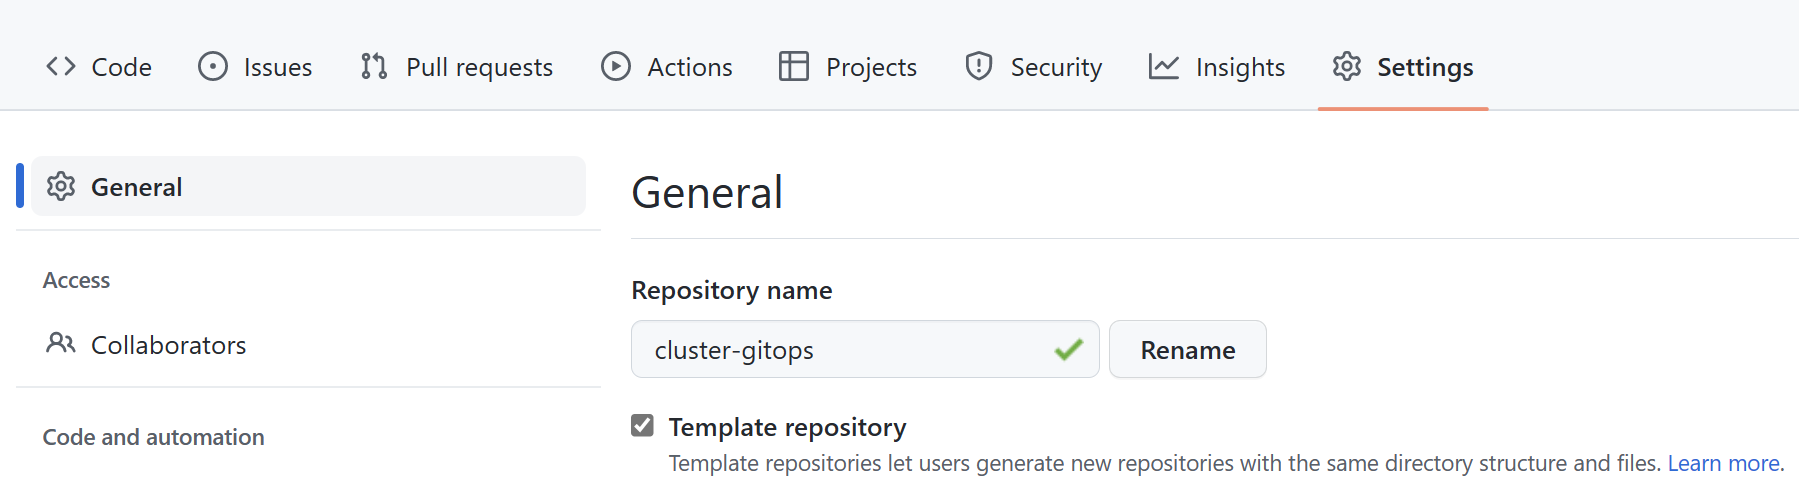 Code Issues Pull requests Actions Projects Security Insights Settings
General
Access
Collaborators
Code and automation
General
Repository name
cluster-gitops Rename
Template repository
Template repositories let users generate new repositories with the same directory structure and files. Learn more.